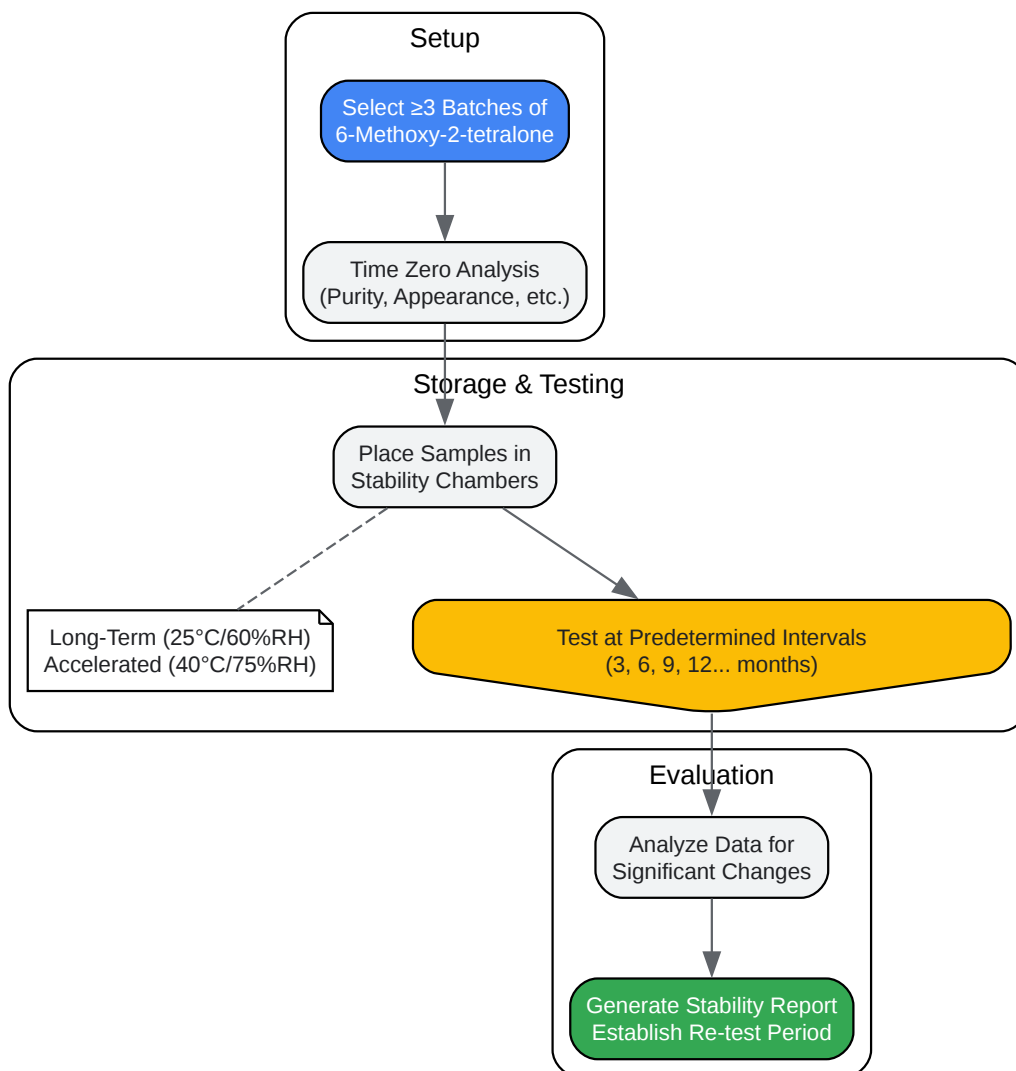 Setup
Select ≥3 Batches of
6-Methoxy-2-tetralone
Time Zero Analysis
(Purity, Appearance, etc.)
Storage & Testing
Place Samples in
Stability Chambers
Long-Term (25°C/60%RH)
Accelerated (40°C/75%RH)
Test at Predetermined Intervals
(3, 6, 9, 12... months)
Evaluation
Analyze Data for
Significant Changes
Generate Stability Report
Establish Re-test Period